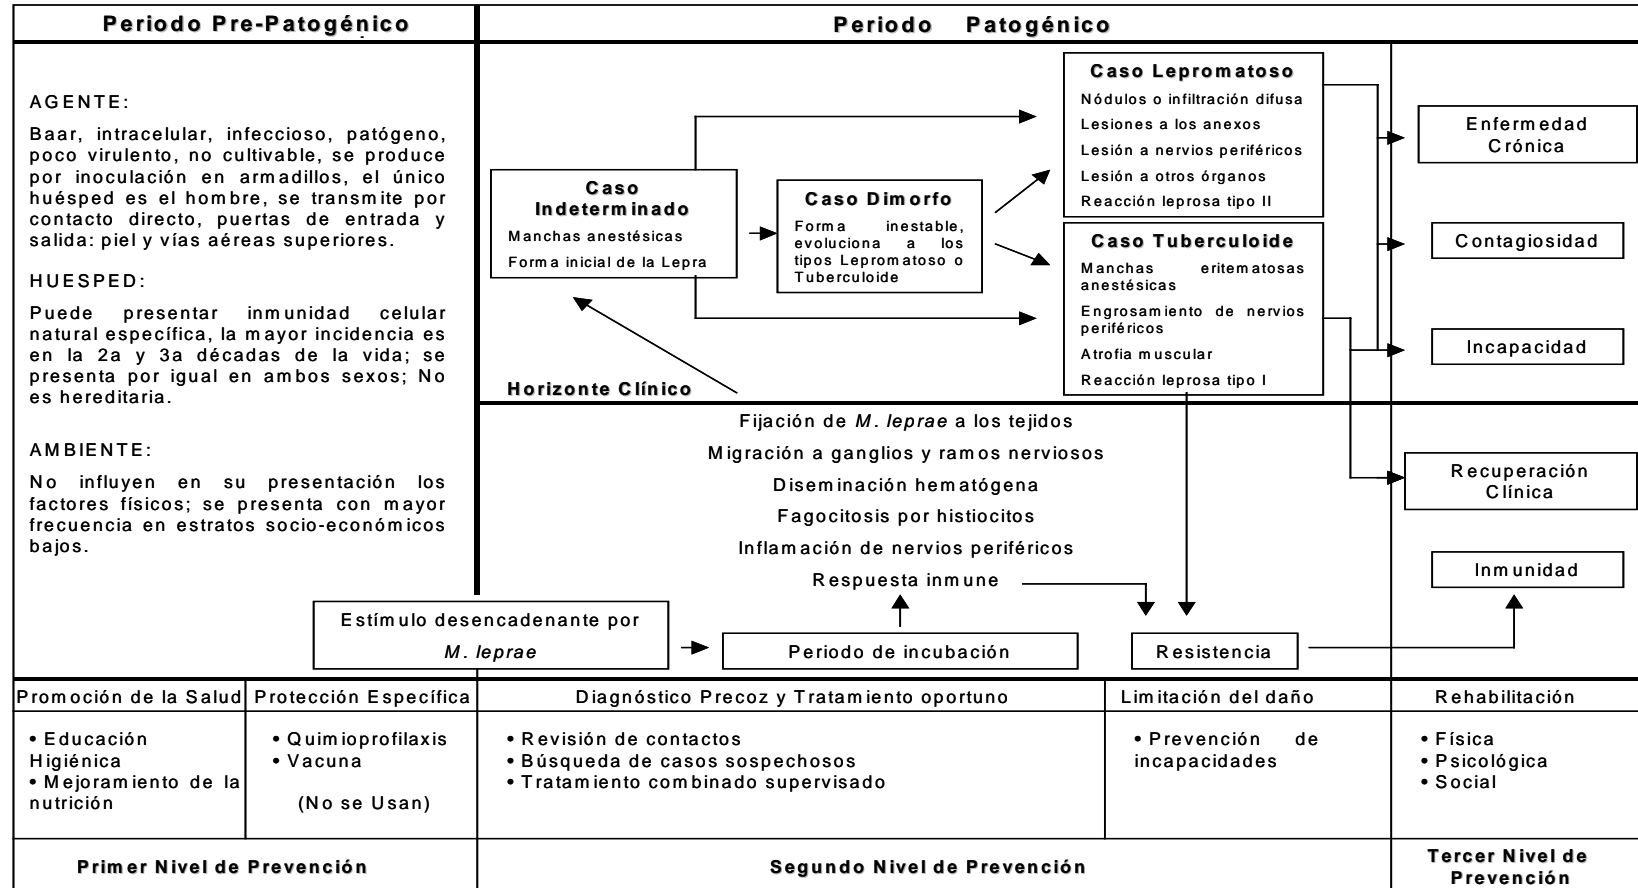 Periodo Pre-Patogénico
Periodo Patogénico
AGENTE:
Baar, intracelular, infeccioso, patógeno,
poco virulento, no cultivable, se produce
por inoculación en armadillos, el único
huésped es el hombre, se transmite por
contacto directo, puertas de entrada y
salida: piel y vías aéreas superiores.
HUESPED:
Puede presentar inmunidad celular
natural específica, la mayor incidencia es
en la 2a y 3a décadas de la vida; se
presenta por igual en ambos sexos; No
es hereditaria.
AMBIENTE:
No influyen en su presentación los
factores físicos; se presenta con mayor
frecuencia en estratos socio-económicos
bajos.
Caso
Indeterminado
Manchas anestésicas
Forma inicial de la Lepra
Caso Dimorfo
Forma inestable,
evoluciona a los
tipos Lepromatoso o
Tuberculoide
Caso Lepromatoso
Nódulos o infiltración difusa
Lesiones a los anexos
Lesión a nervios periféricos
Lesión a otros órganos
Reacción leprosa tipo II
Caso Tuberculoide
Manchas eritematosas
anestésicas
Engrosamiento de nervios
periféricos
Atrofia muscular
Reacción leprosa tipo I
Enfermedad
Crónica
Contagiosidad
Incapacidad
Horizonte Clínico
Fijación de M. leprae a los tejidos
Migración a ganglios y ramos nerviosos
Diseminación hematógena
Fagocitosis por histiocitos
Inflamación de nervios periféricos
Respuesta inmune
Recuperación
Clínica
Inmunidad
Estímulo desencadenante por
M. leprae
Periodo de incubación
Resistencia
Promoción de la Salud
Protección Específica
Diagnóstico Precoz y Tratamiento oportuno
Limitación del daño
Rehabilitación
• Educación
Higiénica
• Mejoramiento de la
nutrición
• Quimioprofilaxis
• Vacuna
(No se Usan)
• Revisión de contactos
• Búsqueda de casos sospechosos
• Tratamiento combinado supervisado
• Prevención de
incapacidades
• Física
• Psicológica
• Social
Primer Nivel de Prevención
Segundo Nivel de Prevención
Tercer Nivel de
Prevención